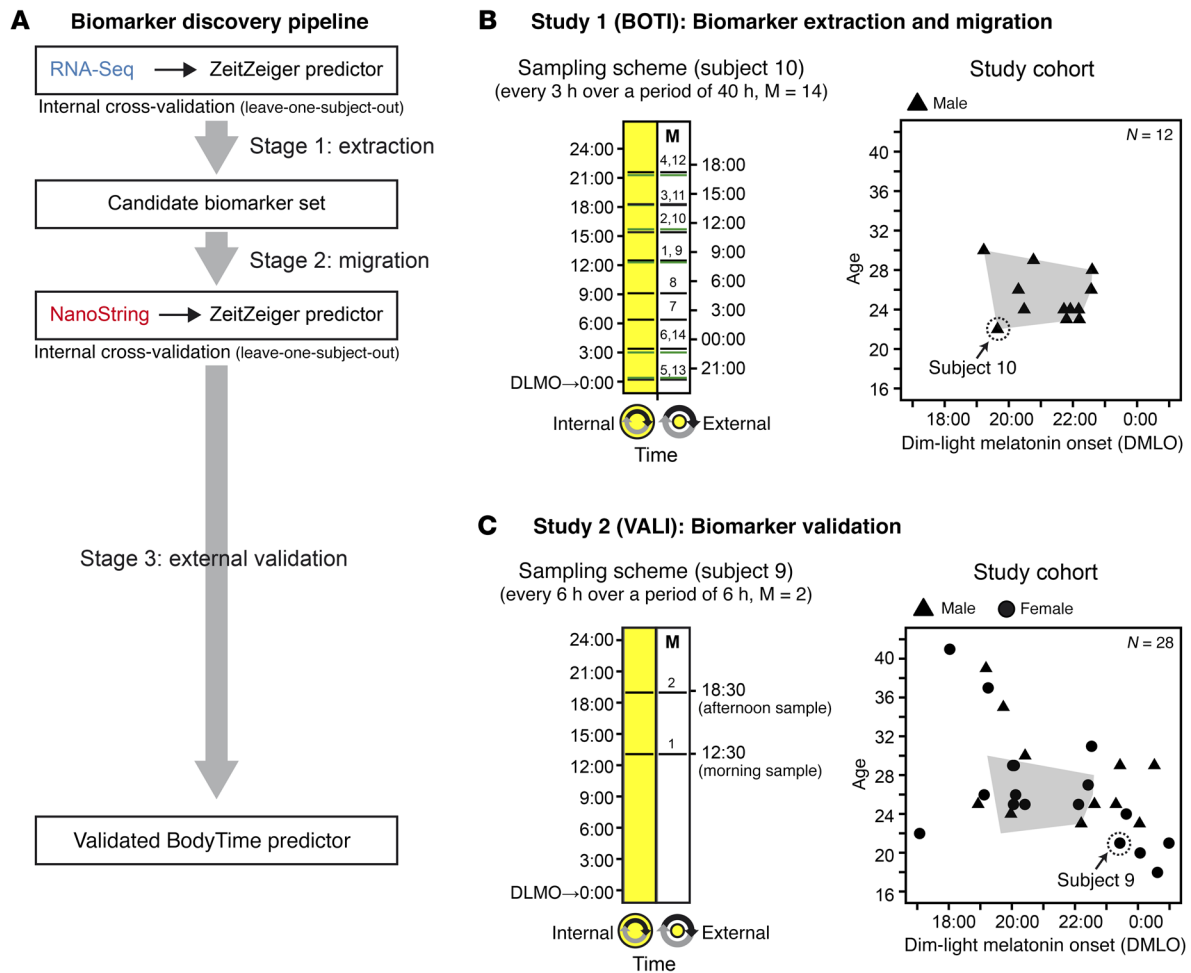 A
Biomarker discovery pipeline
RNA-Seq → ZeitZeiger predictor
Internal cross-validation (leave-one-subject-out)
Stage 1: extraction
Candidate biomarker set
Stage 2: migration
NanoString → ZeitZeiger predictor
Internal cross-validation (leave-one-subject-out)
Stage 3: external validation
Validated BodyTime predictor
B
Study 1 (BOTI): Biomarker extraction and migration
Sampling scheme (subject 10)
(every 3 h over a period of 40 h, M = 14)
M
24:00
21:00
18:00
15:00
12:00
9:00
6:00
3:00
DLMO→0:00
4,12
3,11
2,10
1, 9
8
7
6,14
5,13
18:00
15:00
12:00
9:00
6:00
3:00
00:00
21:00
Internal
External
Time
Study cohort
Male
N = 12
40
36
32
28
24
20
16
Age
Subject 10
18:00
20:00
22:00
0:00
Dim-light melatonin onset (DMLO)
C
Study 2 (VALI): Biomarker validation
Sampling scheme (subject 9)
(every 6 h over a period of 6 h, M = 2)
M
24:00
21:00
18:00
15:00
12:00
9:00
6:00
3:00
DLMO→0:00
2
1
18:30
(afternoon sample)
12:30
(morning sample)
Internal
External
Time
Study cohort
Male
Female
N = 28
40
36
32
28
24
20
16
Age
Subject 9
18:00
20:00
22:00
0:00
Dim-light melatonin onset (DMLO)